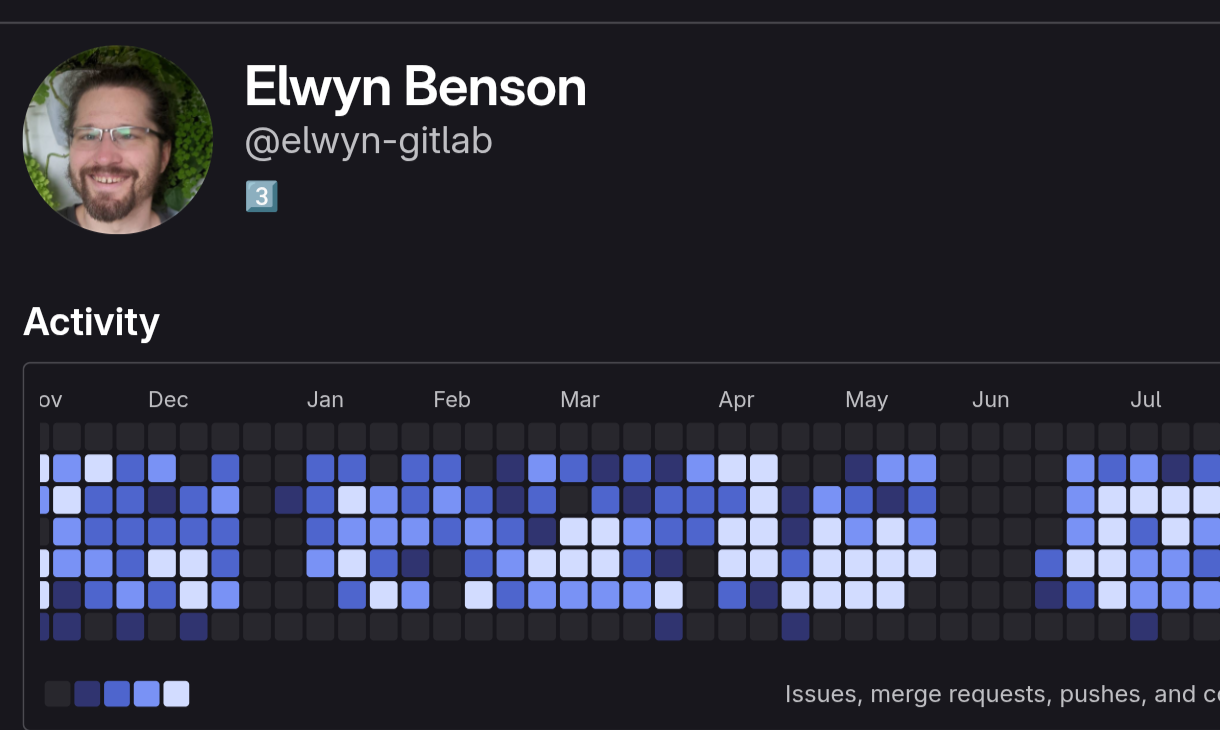 Elwyn Benson
@elwyn-gitlab
3
Activity
ov Dec Jan Feb Mar Apr May Jun Jul
Issues, merge requests, pushes, and c